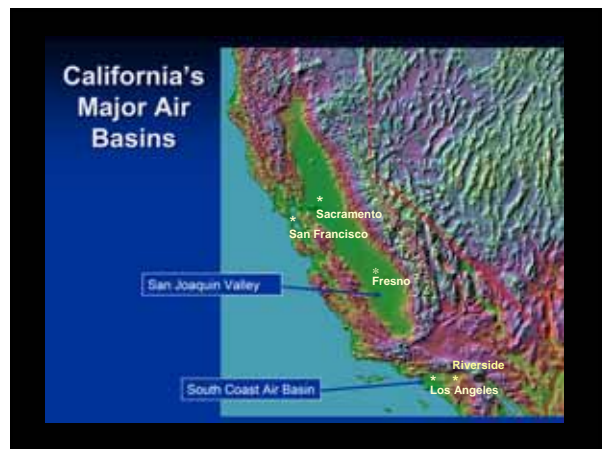 California's
Major Air
Basins
* Sacramento
* San Francisco
* Fresno
San Joaquin Valley
Riverside
South Coast Air Basin
* * Los Angeles